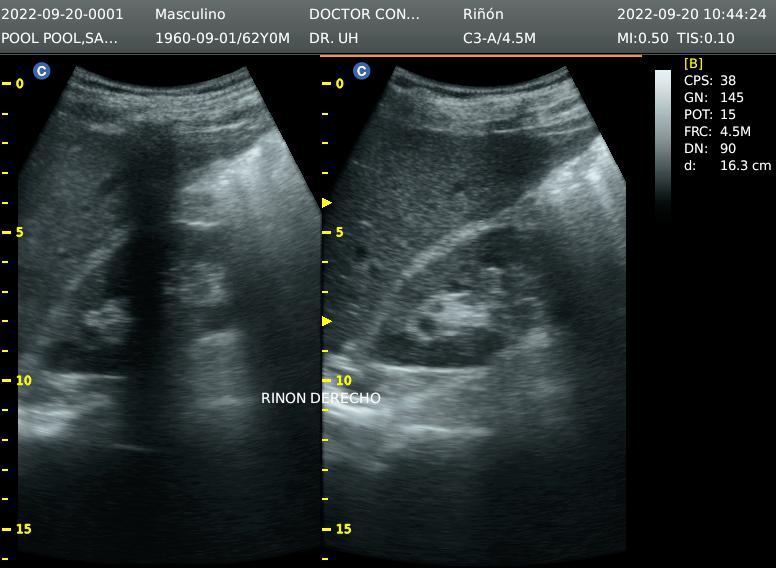 2022-09-20-0001 Masculino DOCTOR CON... Riñón 2022-09-20 10:44:24
POOL POOL,SA... 1960-09-01/62Y0M DR. UH C3-A/4.5M MI:0.50 TIS:0.10
C
C
[B]
CPS: 38
GN: 145
POT: 15
FRC: 4.5M
DN: 90
d: 16.3 cm
0
5
10
15
0
5
10
15
RINON DERECHO